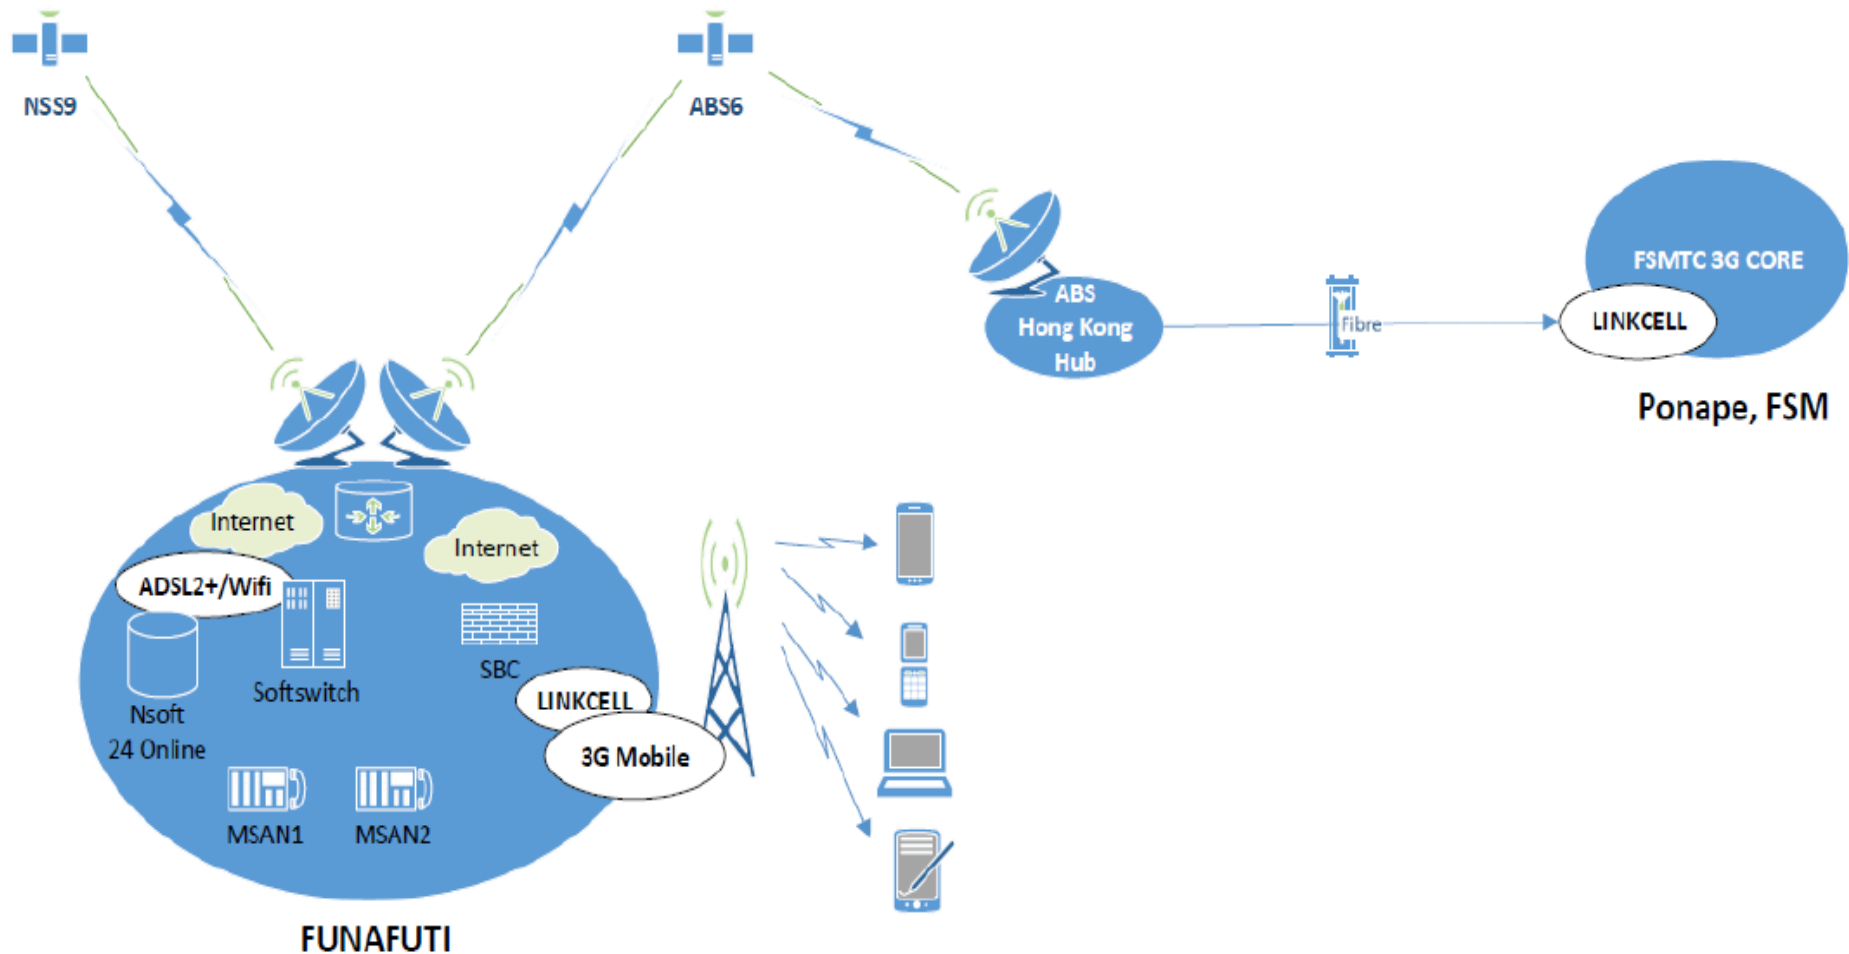 NSS9
ABS6
FSMTC 3G CORE
ABS
Hong Kong
Hub
Fibre
LINKCELL
Ponape, FSM
Internet
Internet
ADSL2+/Wifi
SBC
Softswitch
LINKCELL
Nsoft
24 Online
3G Mobile
MSAN1
MSAN2
FUNAFUTI